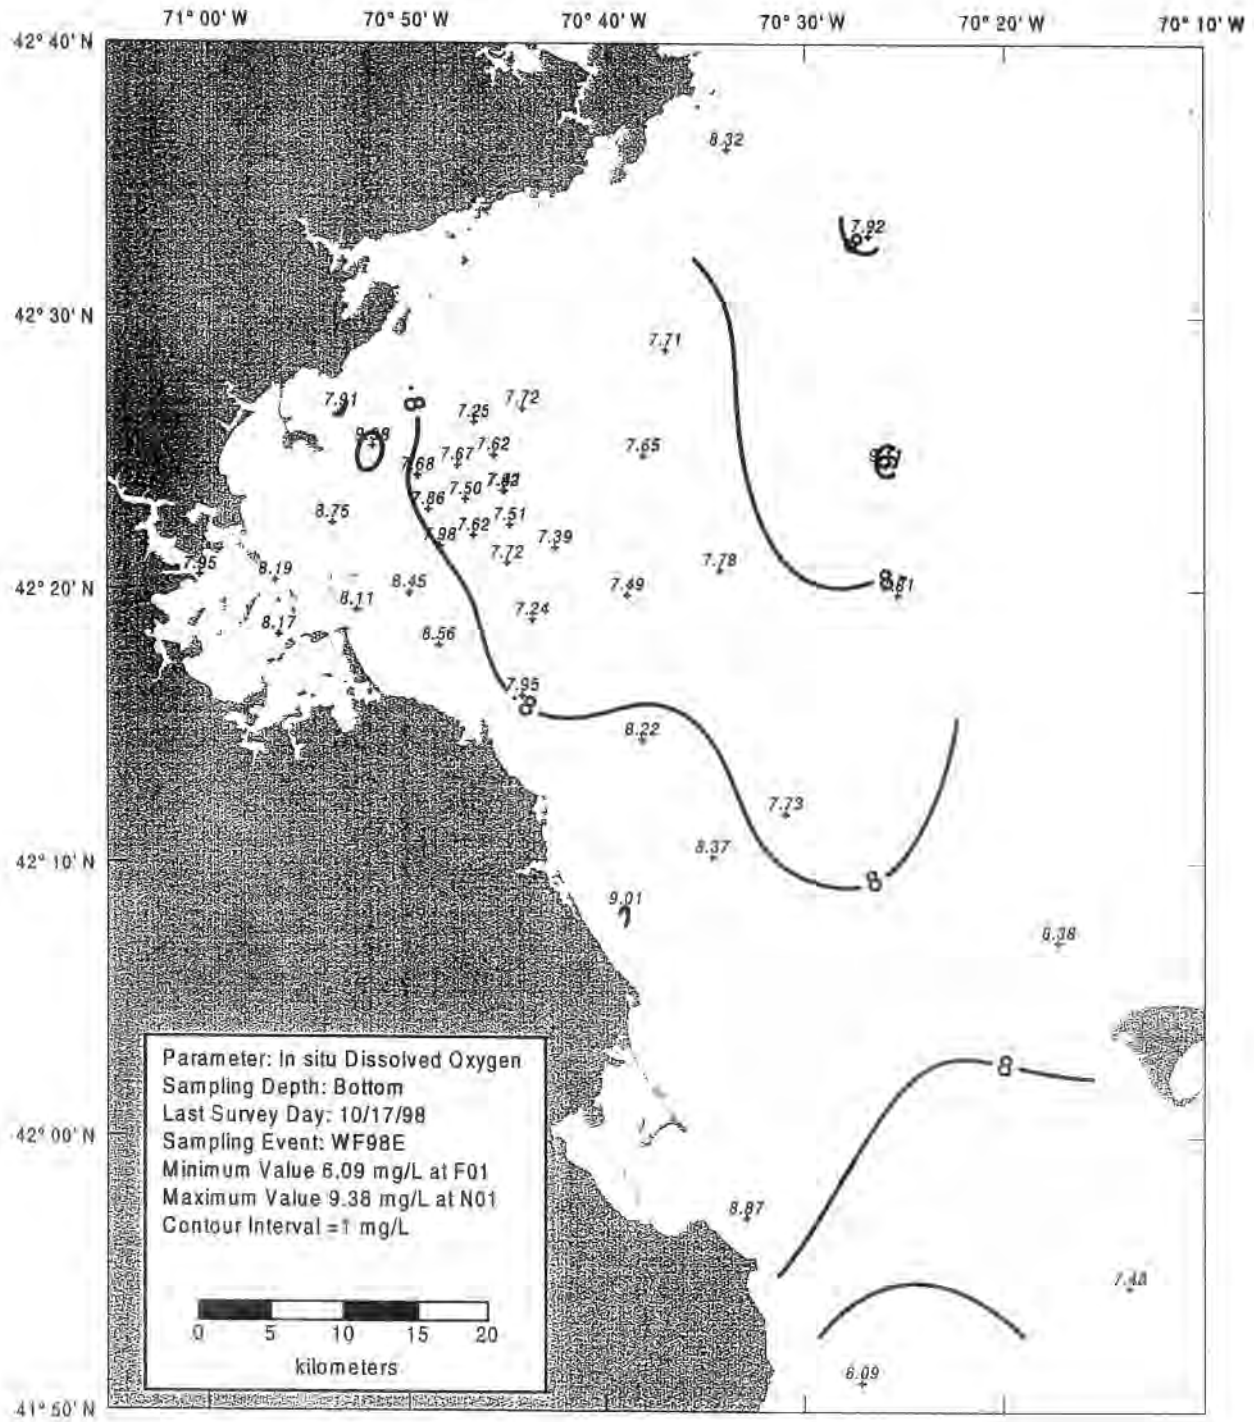 71° 00' W 70° 50' W 70° 40' W 70° 30' W 70° 20' W 70° 10' W
42° 40' N
8.32
7.92
8
42° 30' N
7.71
7.91
8
7.25
7.72
7.65
7.62
7.67
7.68
7.50
7.86
8.75
7.51
7.62
7.98
7.39
7.72
7.95
8.19
7.78
42° 20' N
8
8.45
7.49
8.11
7.24
8.17
8.56
7.95
8
8.22
7.73
8.37
42° 10' N
8
9.01
8.38
Parameter: In situ Dissolved Oxygen
Sampling Depth: Bottom
Last Survey Day: 10/17/98
Sampling Event: WF98E
Minimum Value 6.09 mg/L at F01
Maximum Value 9.38 mg/L at N01
Contour Interval =1 mg/L
0 5 10 15 20
kilometers
8
42° 00' N
8.87
6.09
41° 50' N